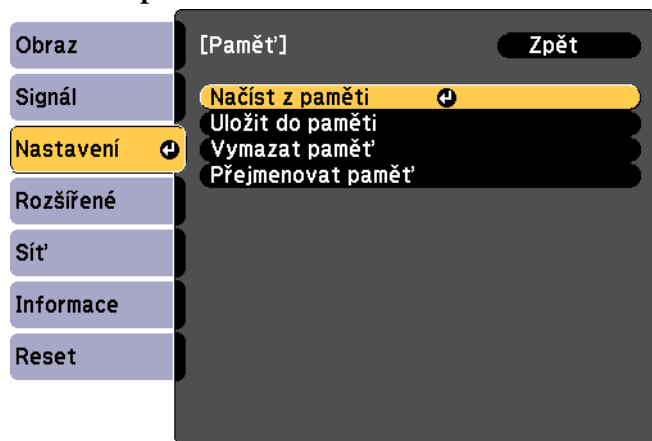 Obraz
Signál
Nastavení
Rozšířené
Síť
Informace
Reset
[Paměť] Zpět
Načíst z paměti
Uložit do paměti
Vymazat paměť
Přejmenovat paměť